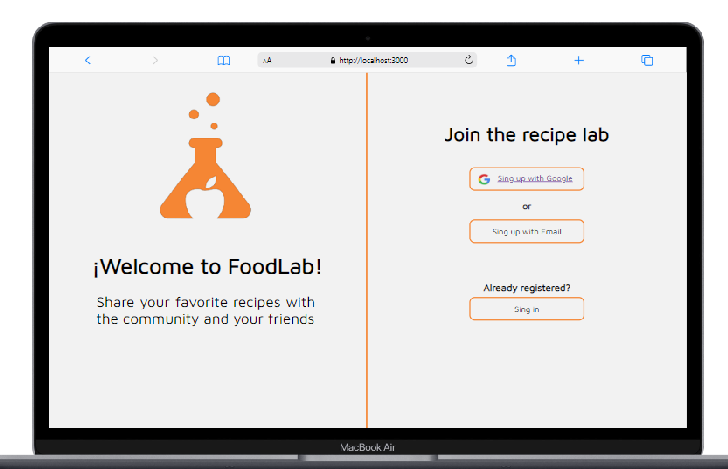 AA
http://localhost:3000
¡Welcome to FoodLab!
Share your favorite recipes with
the community and your friends
Join the recipe lab
Sing up with Google
or
Sing up with Email
Already registered?
Sing in
MacBook Air